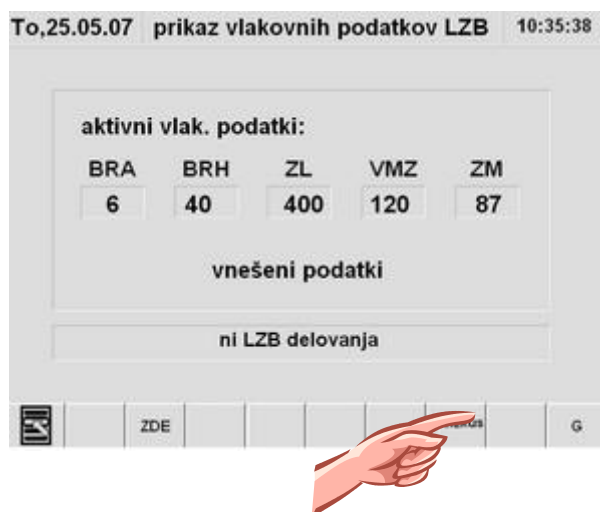 To,25.05.07 prikaz vlakovnih podatkov LZB 10:35:38
aktivni vlak. podatki:
BRA BRH ZL VMZ ZM
6 40 400 120 87
vnešeni podatki
ni LZB delovanja
ZDE G